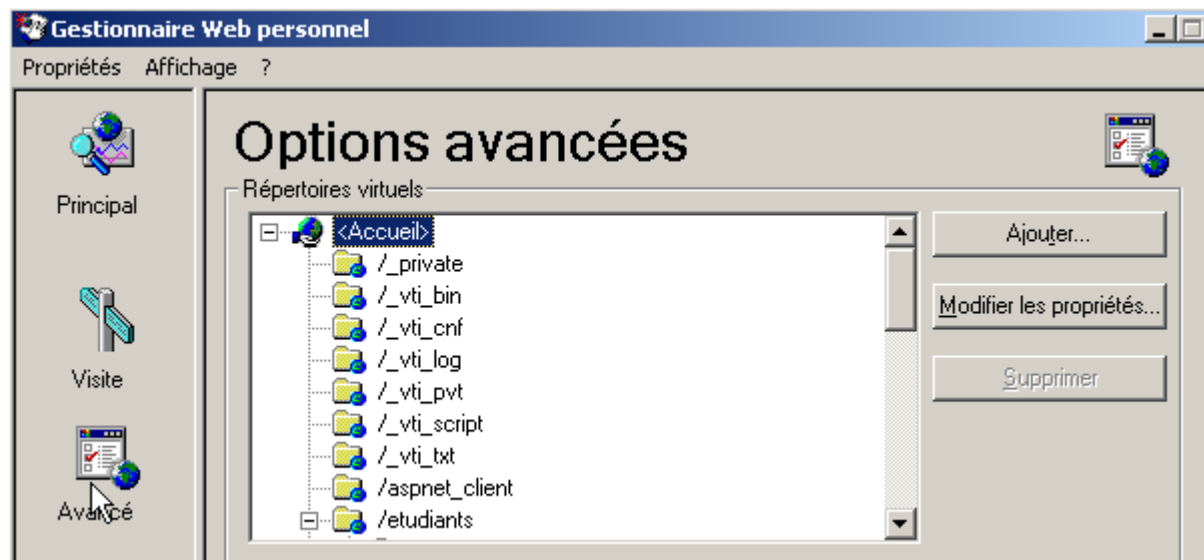 Gestionnaire Web personnel
Propriétés Affichage ?
Principal
Visite
Avancé
Options avancées
Répertoires virtuels
<Accueil>
/_private
/_vti_bin
/_vti_cnf
/_vti_log
/_vti_pvt
/_vti_script
/_vti_txt
/aspnet_client
/etudiants
Ajouter...
Modifier les propriétés...
Supprimer